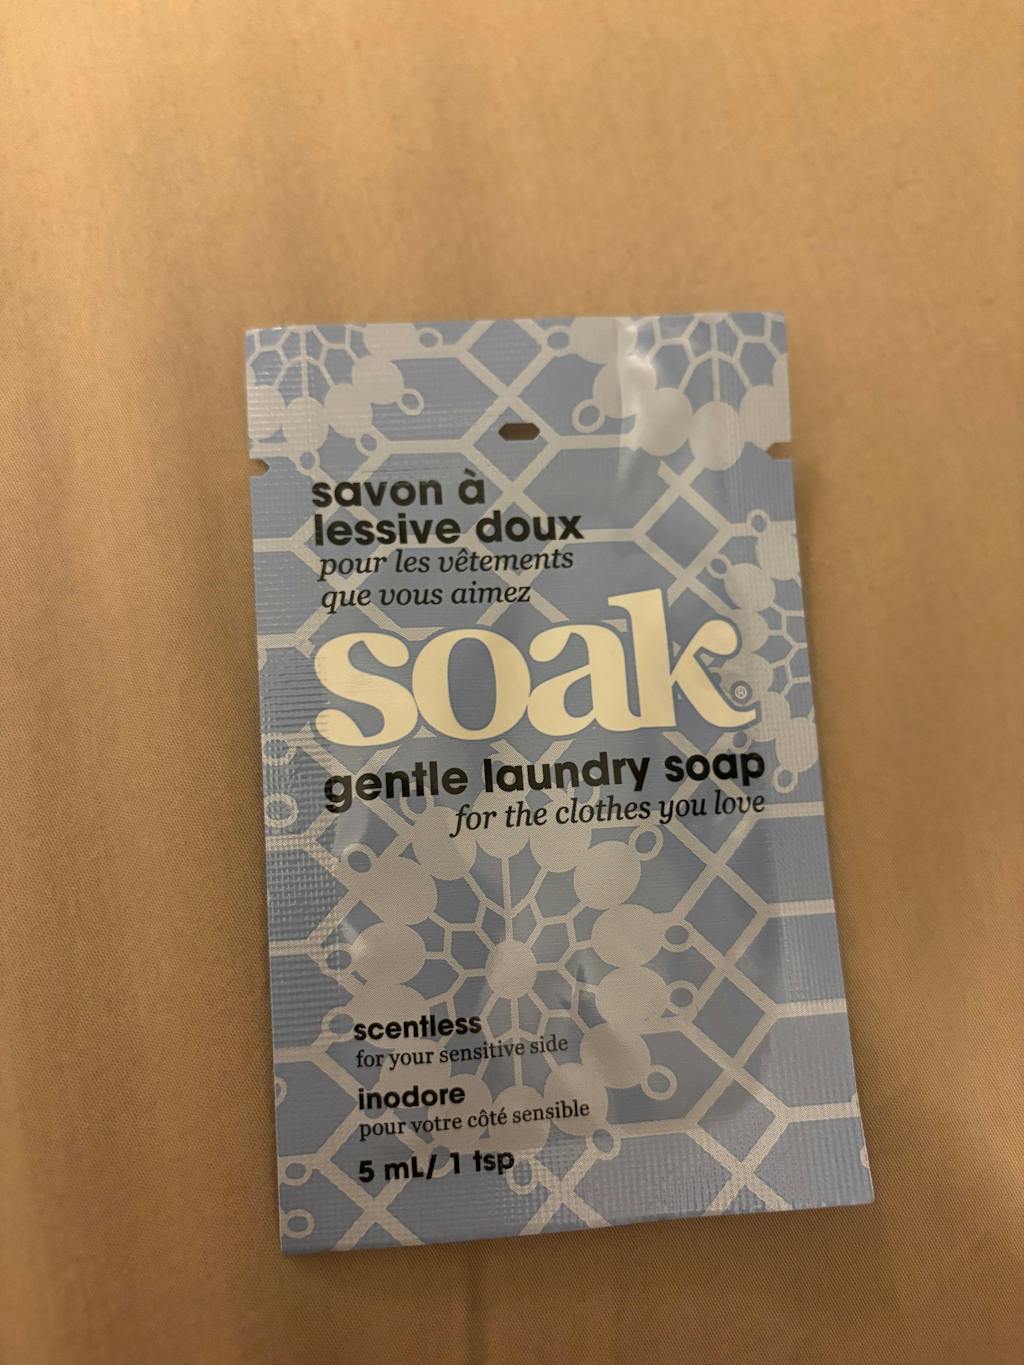 savon à
lessive doux
pour les vêtements
que vous aimez
soak®
gentle laundry soap
for the clothes you love
scentless
for your sensitive side
inodore
pour votre côté sensible
5 mL/ 1 tsp